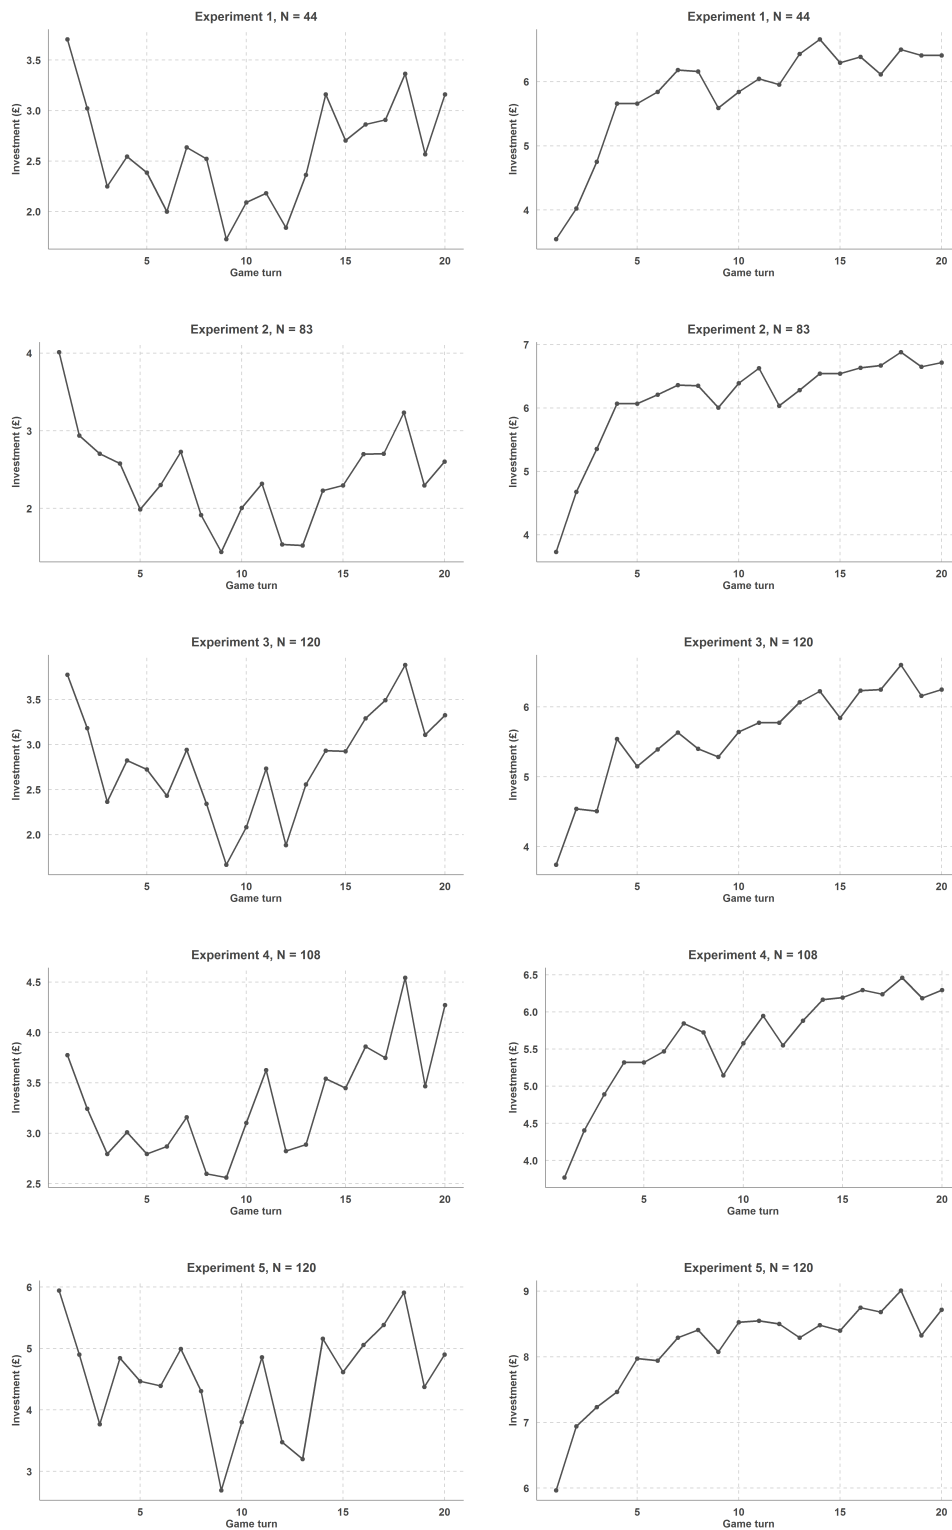 Experiment 1, N = 44
Investment (£)
3.5
3.0
2.5
2.0
5 10 15 20
Game turn
Experiment 1, N = 44
Investment (£)
6
5
4
5 10 15 20
Game turn
Experiment 2, N = 83
Investment (£)
4
3
2
5 10 15 20
Game turn
Experiment 2, N = 83
Investment (£)
7
6
5
4
5 10 15 20
Game turn
Experiment 3, N = 120
Investment (£)
3.5
3.0
2.5
2.0
5 10 15 20
Game turn
Experiment 3, N = 120
Investment (£)
6
5
4
5 10 15 20
Game turn
Experiment 4, N = 108
Investment (£)
4.5
4.0
3.5
3.0
2.5
5 10 15 20
Game turn
Experiment 4, N = 108
Investment (£)
6.5
6.0
5.5
5.0
4.5
4.0
5 10 15 20
Game turn
Experiment 5, N = 120
Investment (£)
6
5
4
3
5 10 15 20
Game turn
Experiment 5, N = 120
Investment (£)
9
8
7
6
5 10 15 20
Game turn